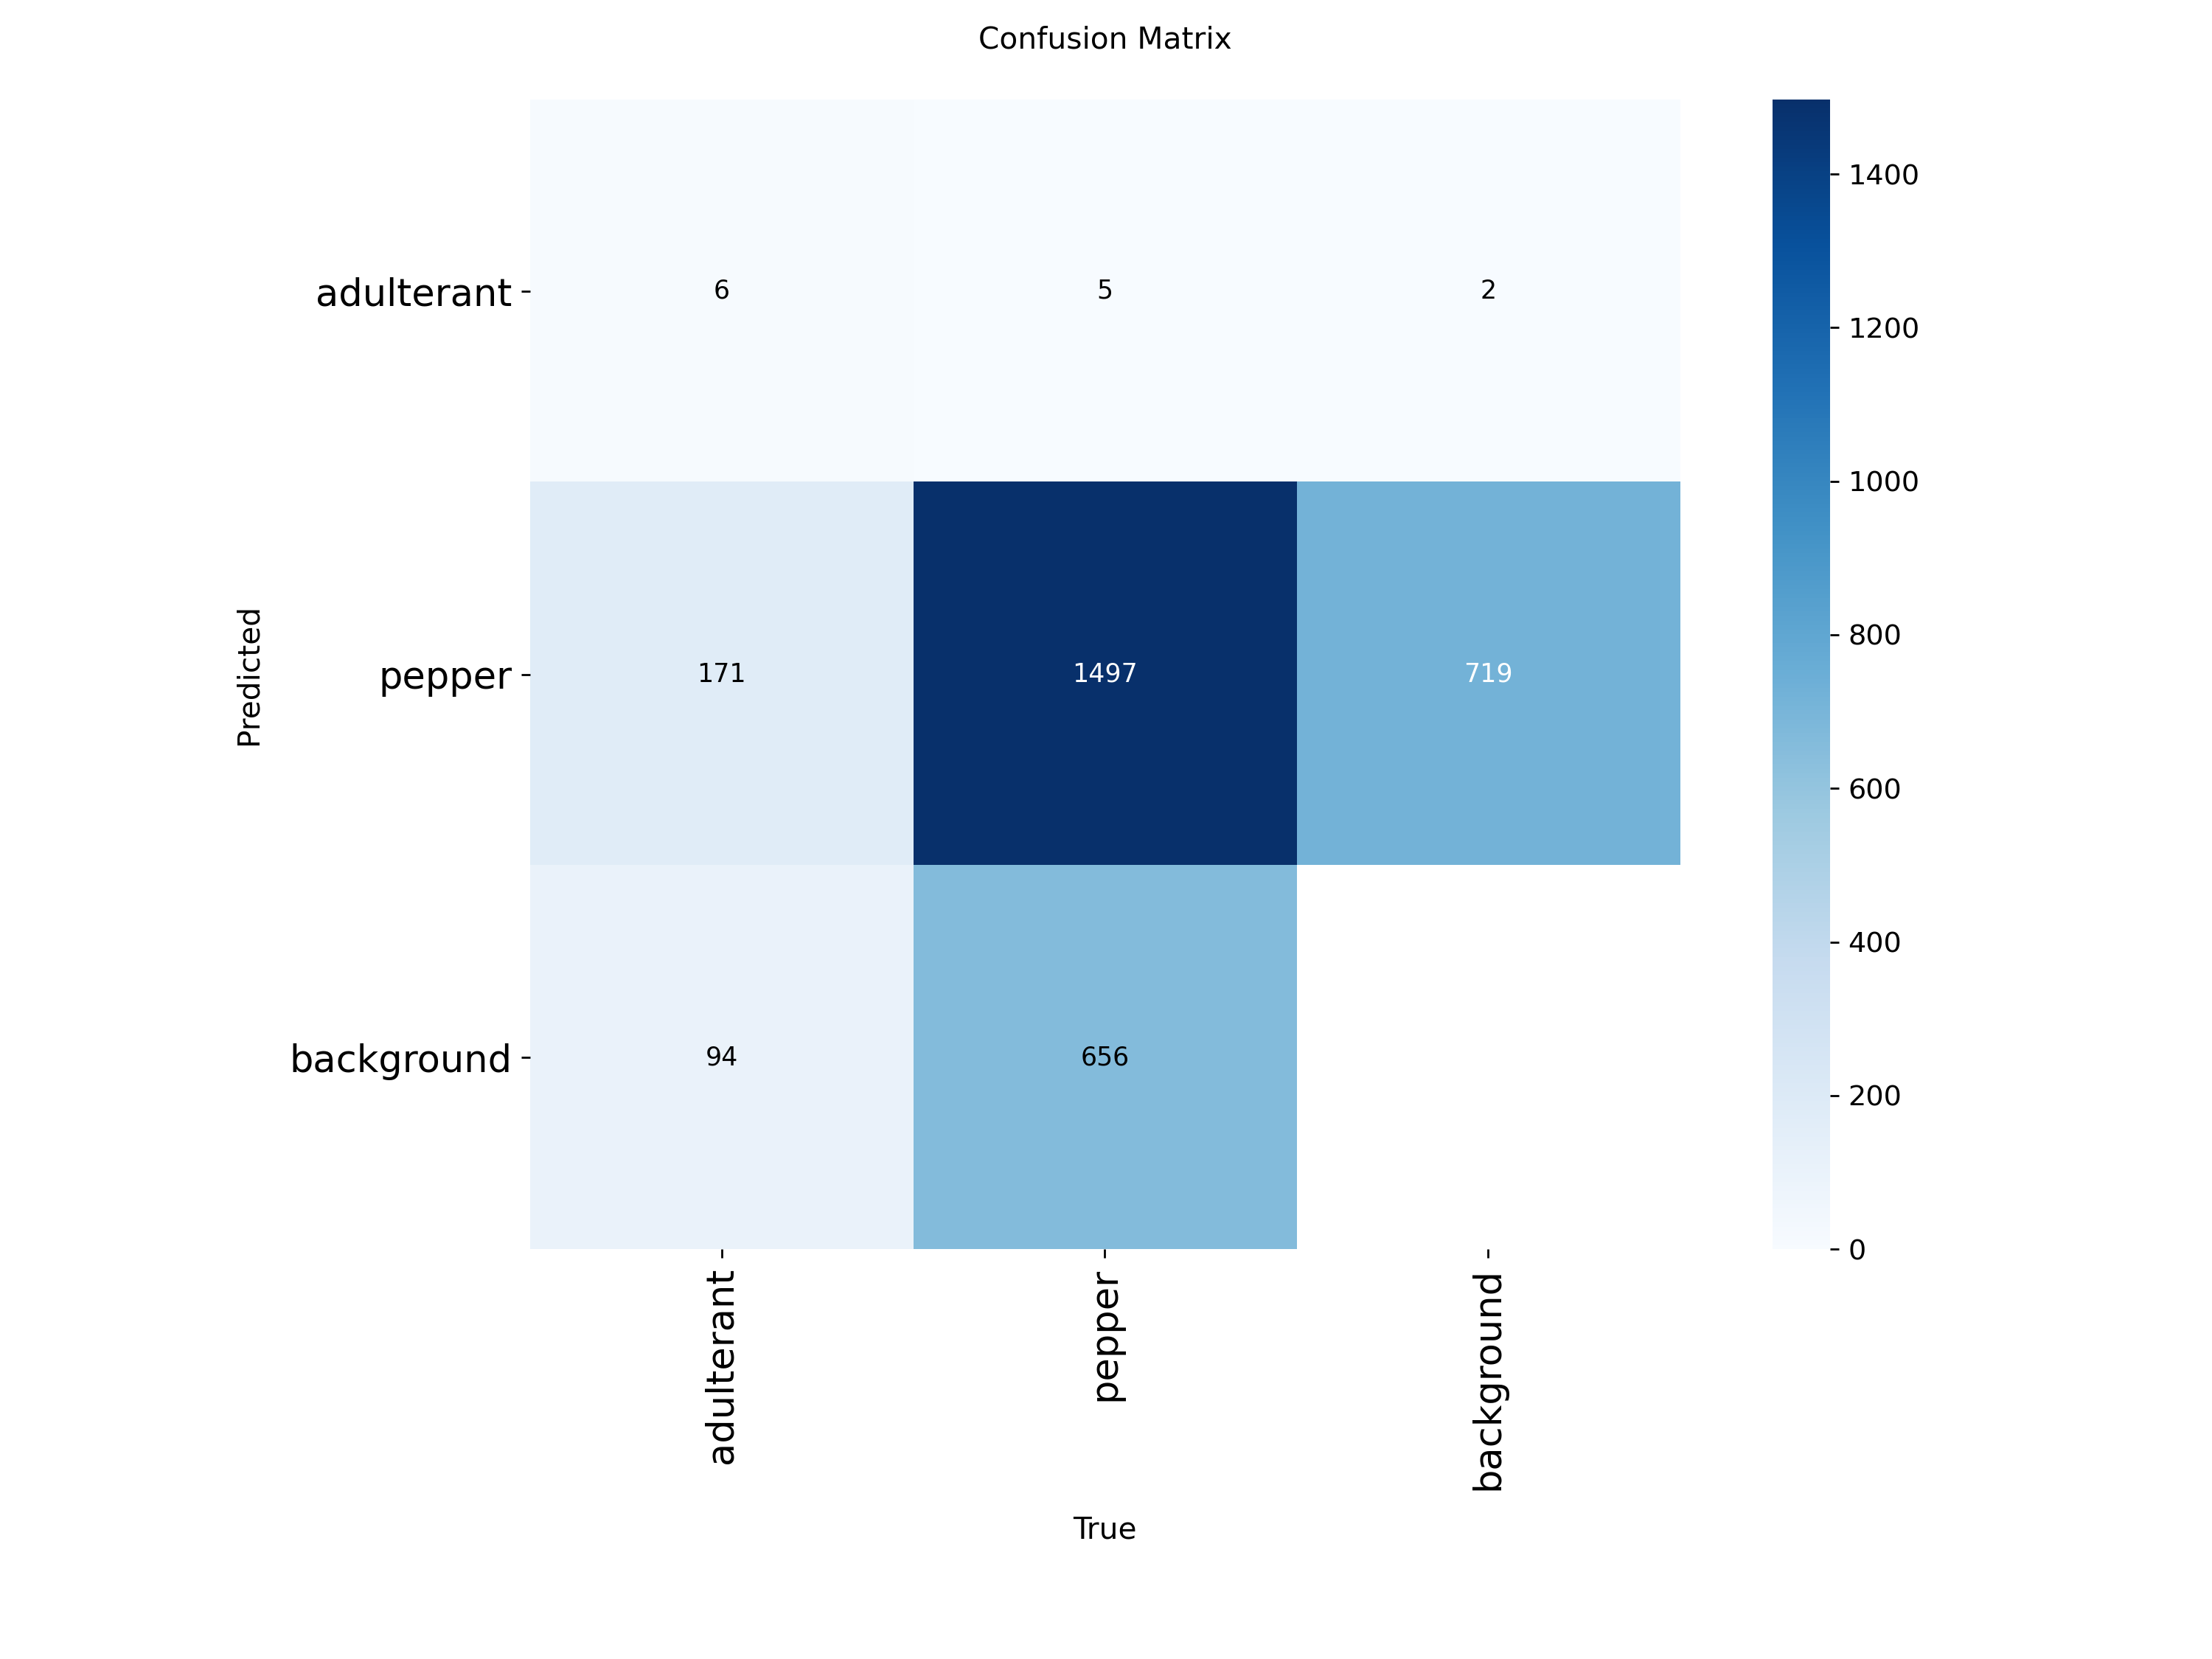 Confusion Matrix
adulterant
6
5
2
pepper
171
1497
719
background
94
656
Predicted
adulterant
pepper
background
True
1400
1200
1000
800
600
400
200
0